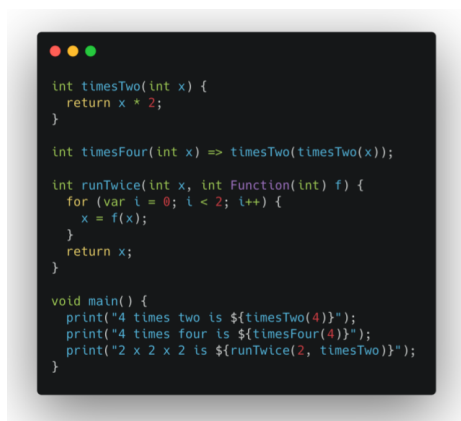 int timesTwo(int x) {
  return x * 2;
}
int timesFour(int x) => timesTwo(timesTwo(x));
int runTwice(int x, int Function(int) f) {
  for (var i = 0; i < 2; i++) {
    x = f(x);
  }
  return x;
}
void main() {
  print("4 times two is ${timesTwo(4)}");
  print("4 times four is ${timesFour(4)}");
  print("2 x 2 x 2 is ${runTwice(2, timesTwo)}");
}